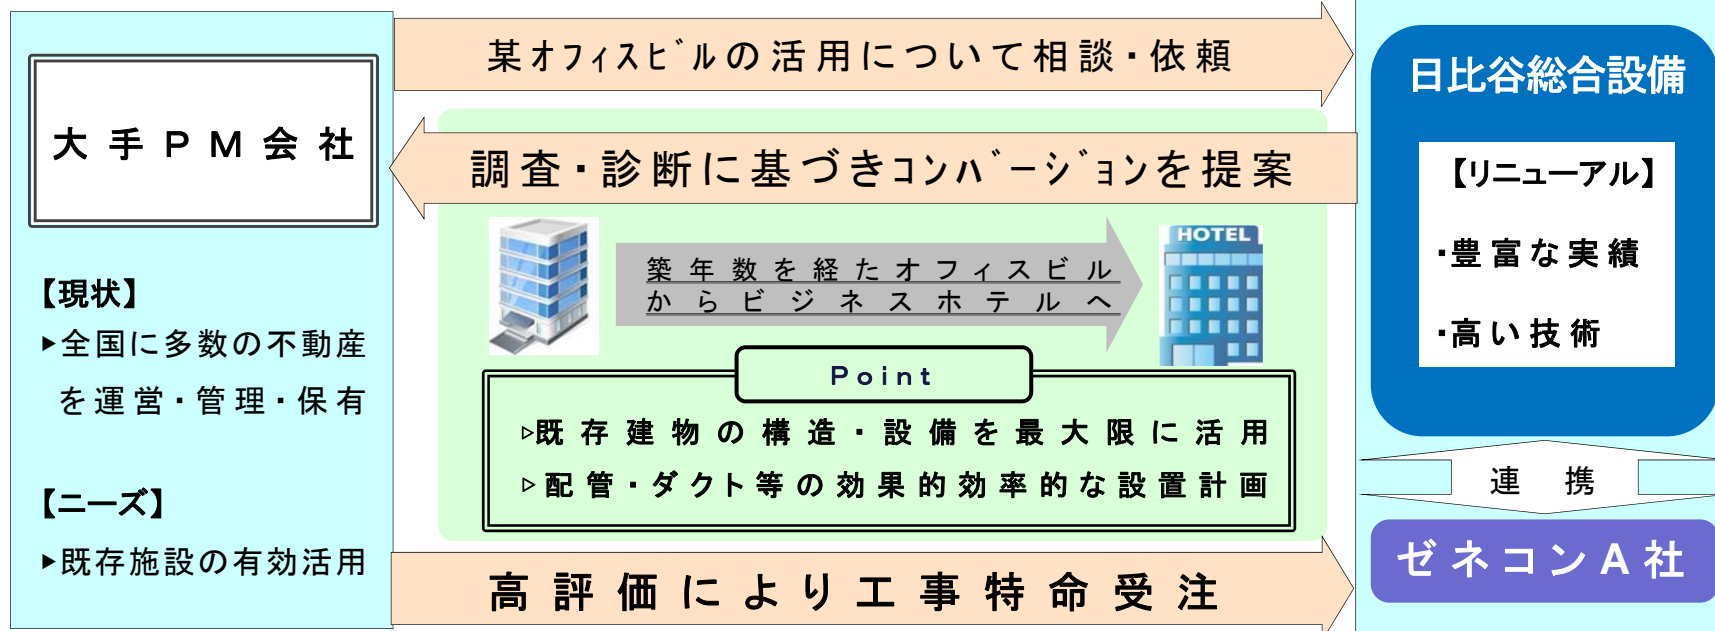 大手PM会社
【現状】
▸全国に多数の不動産
を運営・管理・保有
【ニーズ】
▸既存施設の有効活用
某ｵﾌｨｽﾋﾞﾙの活用について相談・依頼
調査・診断に基づきｺﾝﾊﾞｰｼﾞｮﾝを提案
築年数を経たオフィスビル
からビジネスホテルへ
HOTEL
Point
▹既存建物の構造・設備を最大限に活用
▹配管・ダクト等の効果的効率的な設置計画
高評価により工事特命受注
日比谷総合設備
【リニューアル】
・豊富な実績
・高い技術
連携
ゼネコンA社